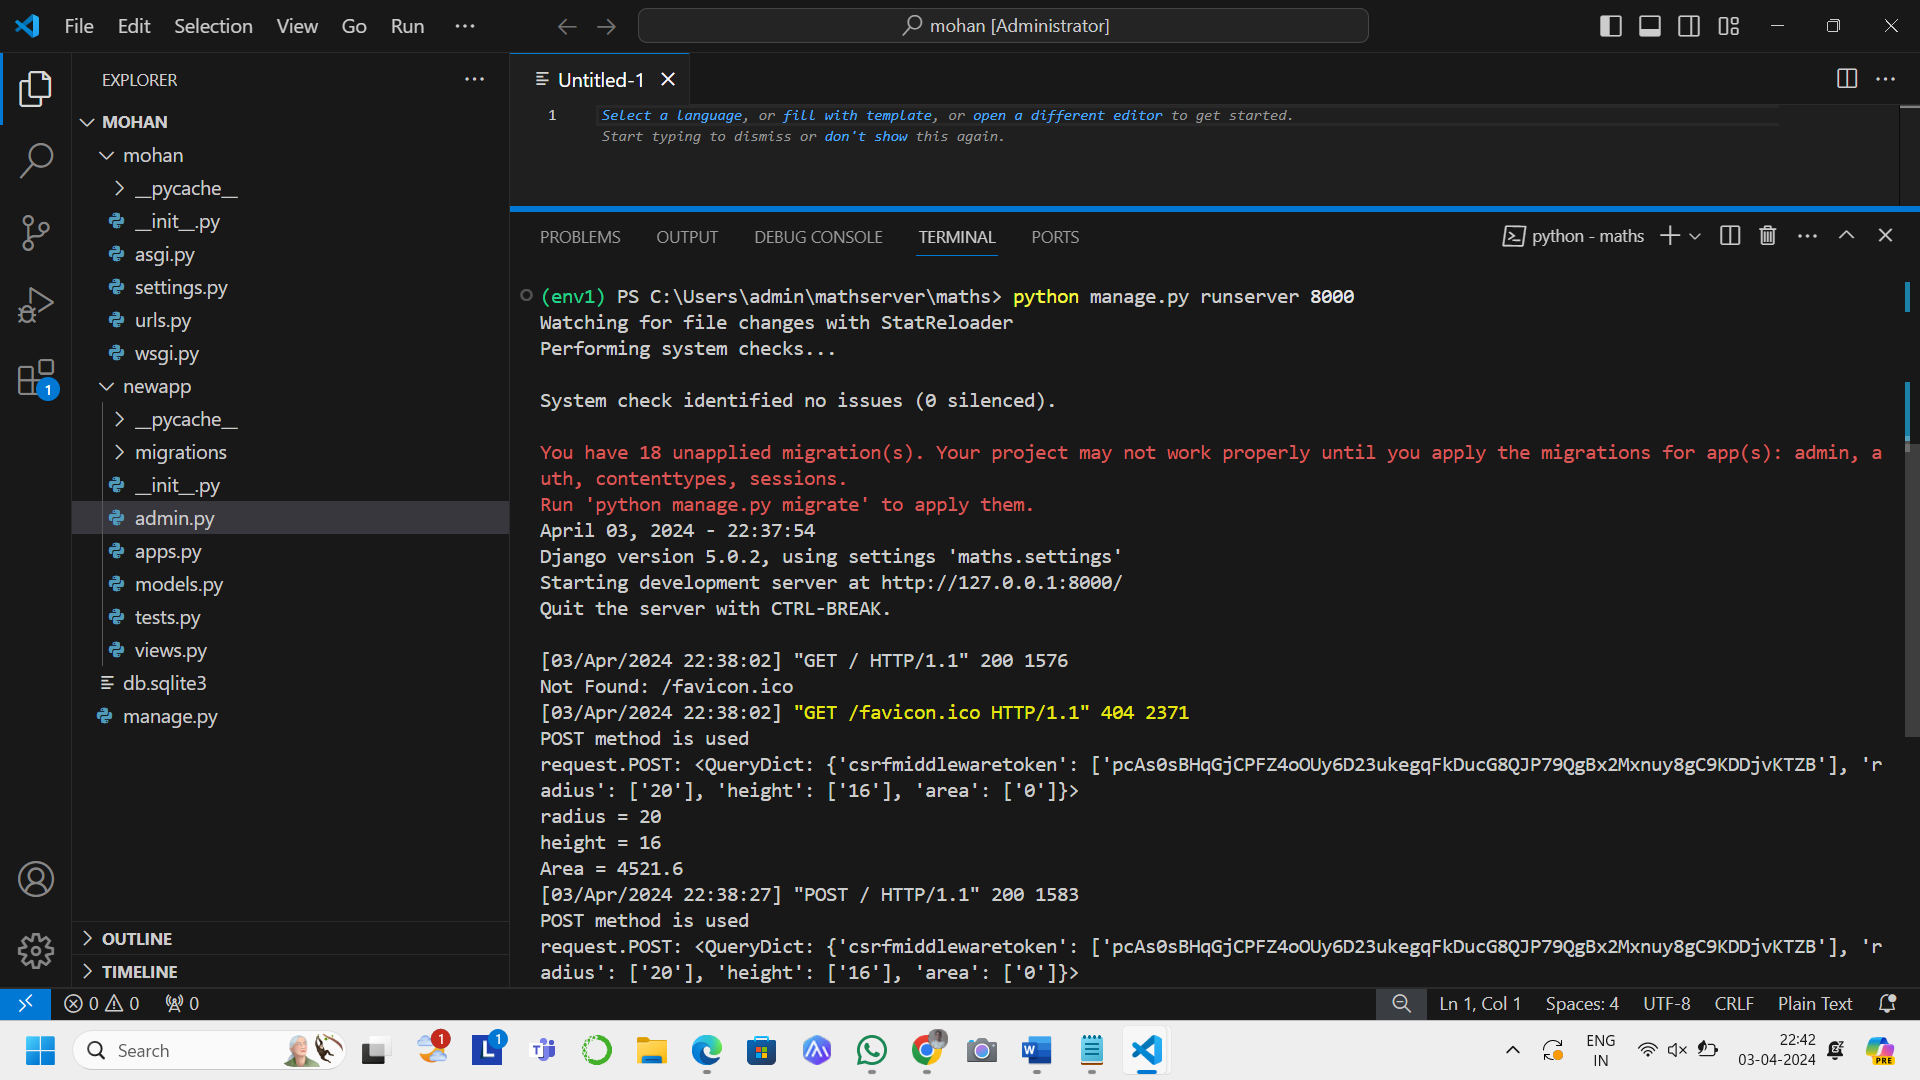 File Edit Selection View Go Run ···
mohan [Administrator]
EXPLORER
MOHAN
mohan
__pycache__
__init__.py
asgi.py
settings.py
urls.py
wsgi.py
newapp
__pycache__
migrations
__init__.py
admin.py
apps.py
models.py
tests.py
views.py
db.sqlite3
manage.py
OUTLINE
TIMELINE
1
Untitled-1
1
Select a language, or fill with template, or open a different editor to get started.
Start typing to dismiss or don't show this again.
PROBLEMS OUTPUT DEBUG CONSOLE TERMINAL PORTS
python - maths
(env1) PS C:\Users\admin\mathserver\maths> python manage.py runserver 8000
Watching for file changes with StatReloader
Performing system checks...
System check identified no issues (0 silenced).
You have 18 unapplied migration(s). Your project may not work properly until you apply the migrations for app(s): admin, a
uth, contenttypes, sessions.
Run 'python manage.py migrate' to apply them.
April 03, 2024 - 22:37:54
Django version 5.0.2, using settings 'maths.settings'
Starting development server at http://127.0.0.1:8000/
Quit the server with CTRL-BREAK.
[03/Apr/2024 22:38:02] "GET / HTTP/1.1" 200 1576
Not Found: /favicon.ico
[03/Apr/2024 22:38:02] "GET /favicon.ico HTTP/1.1" 404 2371
POST method is used
request.POST: <QueryDict: {'csrfmiddlewaretoken': ['pcAs0sBHqGjCPFZ4oOUy6D23ukegqFkDucG8QJP79QgBx2Mxnuy8gC9KDDjvKTZB'], 'r
adius': ['20'], 'height': ['16'], 'area': ['0']}>
radius = 20
height = 16
Area = 4521.6
[03/Apr/2024 22:38:27] "POST / HTTP/1.1" 200 1583
POST method is used
request.POST: <QueryDict: {'csrfmiddlewaretoken': ['pcAs0sBHqGjCPFZ4oOUy6D23ukegqFkDucG8QJP79QgBx2Mxnuy8gC9KDDjvKTZB'], 'r
adius': ['20'], 'height': ['16'], 'area': ['0']}>
0 0 0
Ln 1, Col 1 Spaces: 4 UTF-8 CRLF Plain Text
Search
1
L 1
ENG
IN
22:42
03-04-2024
PRE